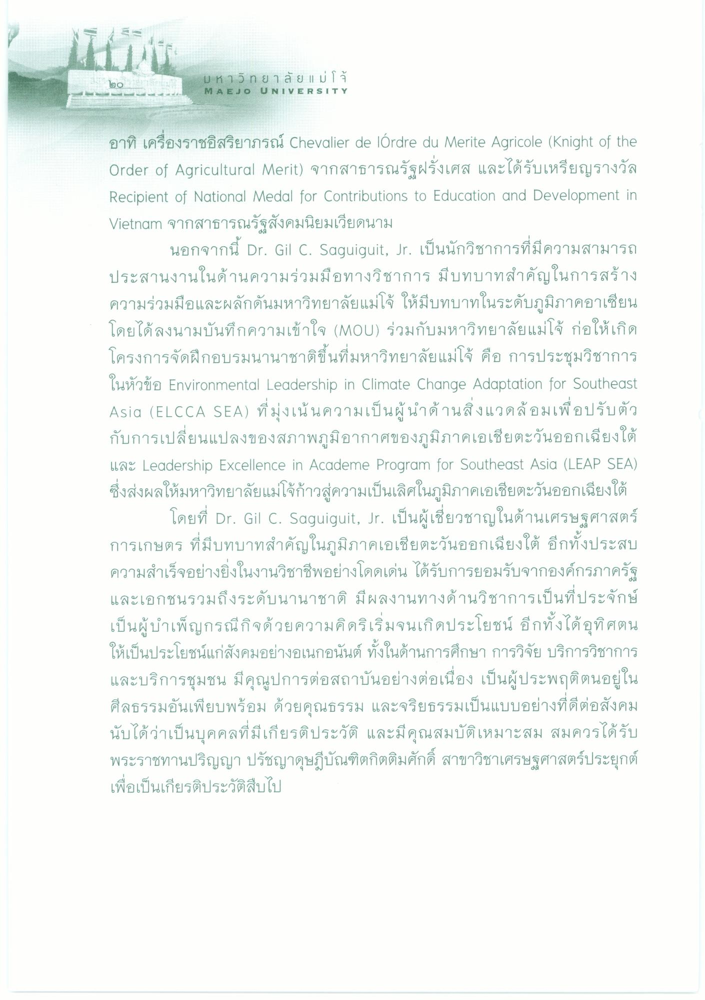 ๒๐
มหาวิทยาลัยแม่โจ้
MAEJO UNIVERSITY
อาทิ เครื่องราชอิสริยาภรณ์ Chevalier de lÓrdre du Merite Agricole (Knight of the
Order of Agricultural Merit) จากสาธารณรัฐฝรั่งเศส และได้รับเหรียญรางวัล
Recipient of National Medal for Contributions to Education and Development in
Vietnam จากสาธารณรัฐสังคมนิยมเวียดนาม
นอกจากนี้ Dr. Gil C. Saguiguit, Jr. เป็นนักวิชาการที่มีความสามารถ
ประสานงานในด้านความร่วมมือทางวิชาการ มีบทบาทสำคัญในการสร้าง
ความร่วมมือและผลักดันมหาวิทยาลัยแม่โจ้ ให้มีบทบาทในระดับภูมิภาคอาเซียน
โดยได้ลงนามบันทึกความเข้าใจ (MOU) ร่วมกับมหาวิทยาลัยแม่โจ้ ก่อให้เกิด
โครงการจัดฝึกอบรมนานาชาติขึ้นที่มหาวิทยาลัยแม่โจ้ คือ การประชุมวิชาการ
ในหัวข้อ Environmental Leadership in Climate Change Adaptation for Southeast
Asia (ELCCA SEA) ที่มุ่งเน้นความเป็นผู้นำด้านสิ่งแวดล้อมเพื่อปรับตัว
กับการเปลี่ยนแปลงของสภาพภูมิอากาศของภูมิภาคเอเชียตะวันออกเฉียงใต้
และ Leadership Excellence in Academe Program for Southeast Asia (LEAP SEA)
ซึ่งส่งผลให้มหาวิทยาลัยแม่โจ้ก้าวสู่ความเป็นเลิศในภูมิภาคเอเชียตะวันออกเฉียงใต้
โดยที่ Dr. Gil C. Saguiguit, Jr. เป็นผู้เชี่ยวชาญในด้านเศรษฐศาสตร์
การเกษตร ที่มีบทบาทสำคัญในภูมิภาคเอเชียตะวันออกเฉียงใต้ อีกทั้งประสบ
ความสำเร็จอย่างยิ่งในงานวิชาชีพอย่างโดดเด่น ได้รับการยอมรับจากองค์กรภาครัฐ
และเอกชนรวมถึงระดับนานาชาติ มีผลงานทางด้านวิชาการเป็นที่ประจักษ์
เป็นผู้บำเพ็ญกรณีกิจด้วยความคิดริเริ่มจนเกิดประโยชน์ อีกทั้งได้อุทิศตน
ให้เป็นประโยชน์แก่สังคมอย่างอเนกอนันต์ ทั้งในด้านการศึกษา การวิจัย บริการวิชาการ
และบริการชุมชน มีคุณูปการต่อสถาบันอย่างต่อเนื่อง เป็นผู้ประพฤติตนอยู่ใน
ศีลธรรมอันเพียบพร้อม ด้วยคุณธรรม และจริยธรรมเป็นแบบอย่างที่ดีต่อสังคม
นับได้ว่าเป็นบุคคลที่มีเกียรติประวัติ และมีคุณสมบัติเหมาะสม สมควรได้รับ
พระราชทานปริญญา ปรัชญาดุษฎีบัณฑิตกิตติมศักดิ์ สาขาวิชาเศรษฐศาสตร์ประยุกต์
เพื่อเป็นเกียรติประวัติสืบไป